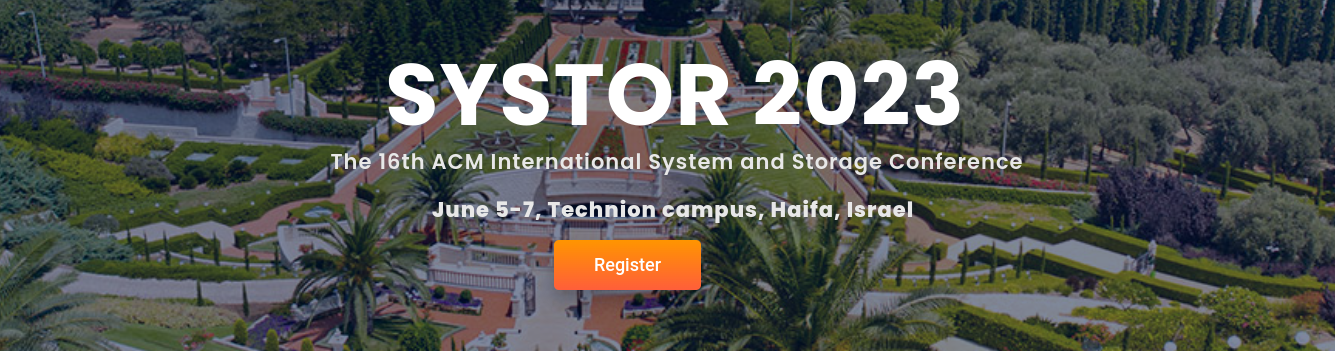 SYSTOR 2023
The 16th ACM International System and Storage Conference
June 5-7, Technion campus, Haifa, Israel
Register